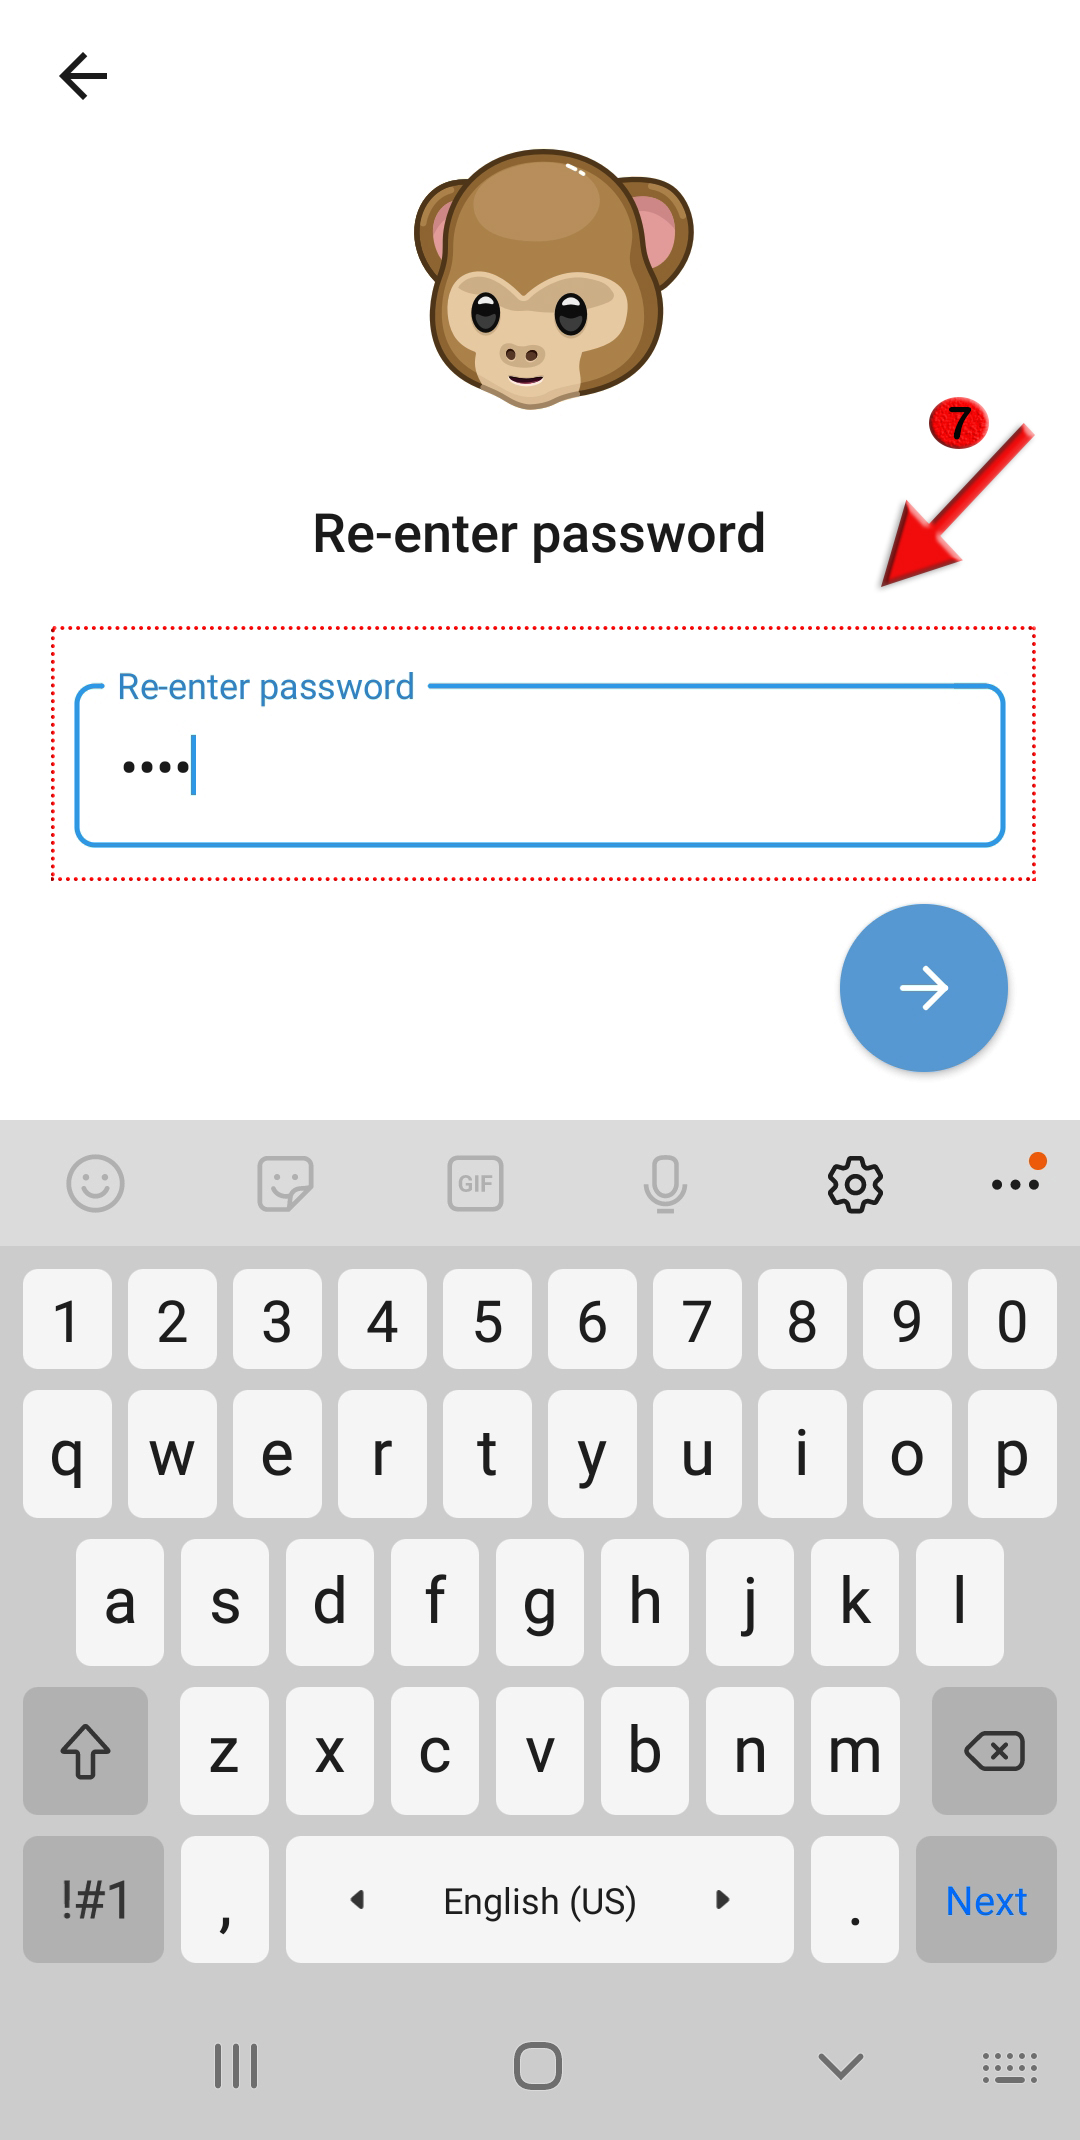 7
Re-enter password
Re-enter password
••••
GIF
1 2 3 4 5 6 7 8 9 0
q w e r t y u i o p
a s d f g h j k l
z x c v b n m
!#1 , English (US) . Next